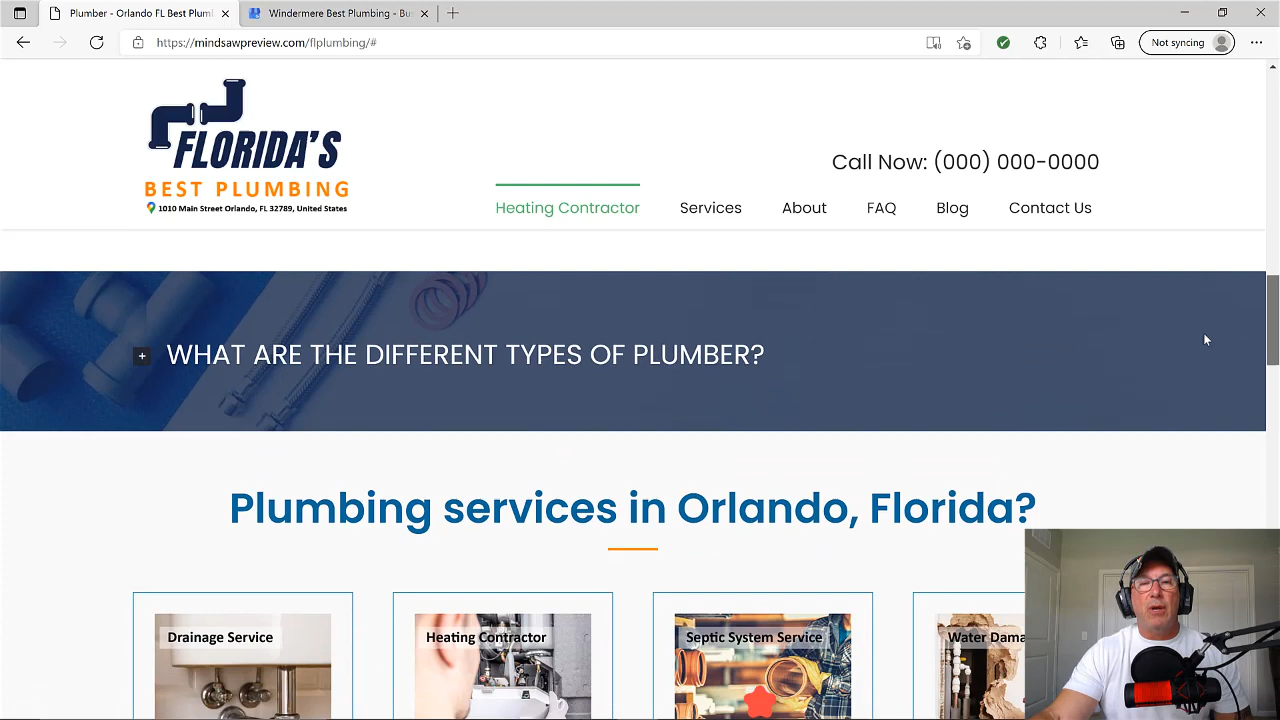 Plumber - Orlando FL Best Plum
Windermere Best Plumbing - Bu
https://mindsawpreview.com/flplumbing/#
Not syncing
FLORIDA'S
BEST PLUMBING
1010 Main Street Orlando, FL 32789, United States
Call Now: (000) 000-0000
Heating Contractor
Services
About
FAQ
Blog
Contact Us
+ WHAT ARE THE DIFFERENT TYPES OF PLUMBER?
Plumbing services in Orlando, Florida?
Drainage Service
Heating Contractor
Septic System Service
Water Dama